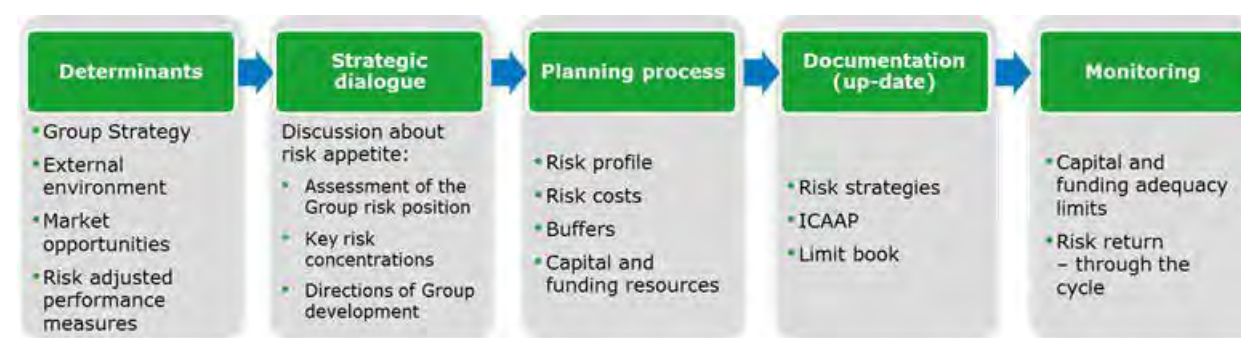 Determinants
• Group Strategy
• External
environment
• Market
opportunities
• Risk adjusted
performance
measures
Strategic
dialogue
Discussion about
risk appetite:
• Assessment of the
Group risk position
• Key risk
concentrations
• Directions of Group
development
Planning process
• Risk profile
• Risk costs
• Buffers
• Capital and
funding resources
Documentation
(up-date)
• Risk strategies
• ICAAP
• Limit book
Monitoring
• Capital and
funding adequacy
limits
• Risk return
– through the
cycle